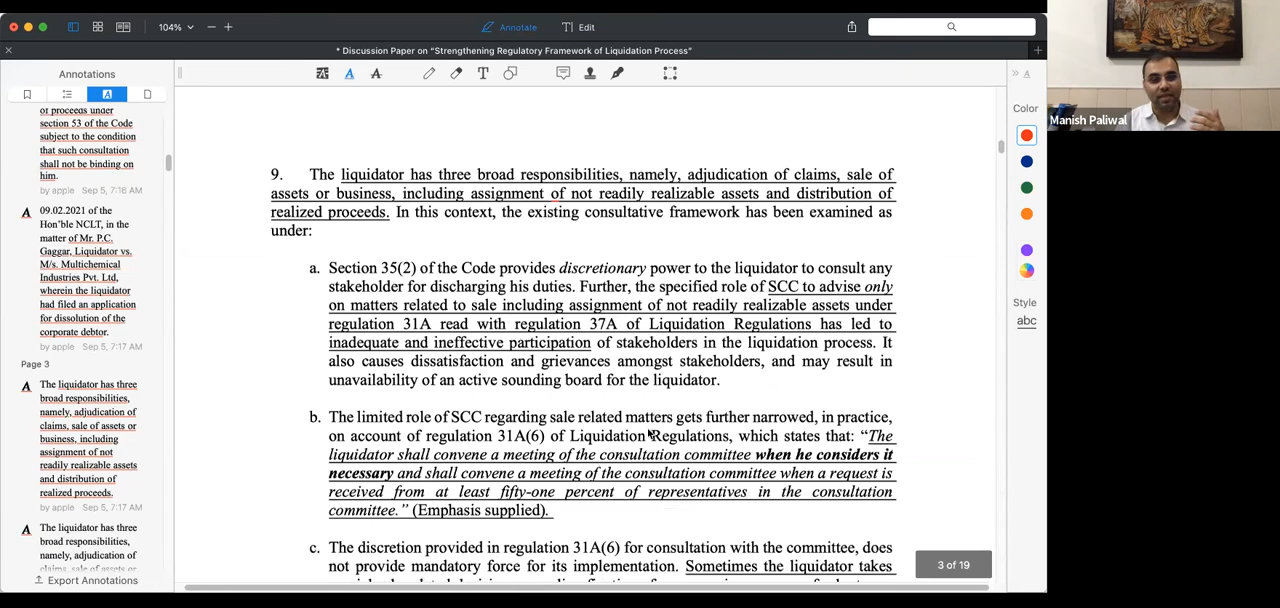 104%
Annotate
Edit
* Discussion Paper on "Strengthening Regulatory Framework of Liquidation Process"
Annotations
of proceeds under
section 53 of the Code
subject to the condition
that such consultation
shall not be binding on
him.
by apple Sep 5, 7:16 AM
09.02.2021 of the
Hon'ble NCLT, in the
matter of Mr. P.C.
Gaggar, Liquidator vs.
M/s. Multichemical
Industries Pvt. Ltd,
wherein the liquidator
had filed an application
for dissolution of the
corporate debtor.
by apple Sep 5, 7:17 AM
Page 3
The liquidator has three
broad responsibilities,
namely, adjudication of
claims, sale of assets or
business, including
assignment of not
readily realizable assets
and distribution of
realized proceeds.
by apple Sep 5, 7:17 AM
The liquidator has three
broad responsibilities,
namely, adjudication of
claims, sale of assets or
Export Annotations
9. The liquidator has three broad responsibilities, namely, adjudication of claims, sale of
assets or business, including assignment of not readily realizable assets and distribution of
realized proceeds. In this context, the existing consultative framework has been examined as
under:
a. Section 35(2) of the Code provides discretionary power to the liquidator to consult any
stakeholder for discharging his duties. Further, the specified role of SCC to advise only
on matters related to sale including assignment of not readily realizable assets under
regulation 31A read with regulation 37A of Liquidation Regulations has led to
inadequate and ineffective participation of stakeholders in the liquidation process. It
also causes dissatisfaction and grievances amongst stakeholders, and may result in
unavailability of an active sounding board for the liquidator.
b. The limited role of SCC regarding sale related matters gets further narrowed, in practice,
on account of regulation 31A(6) of Liquidation Regulations, which states that: "The
liquidator shall convene a meeting of the consultation committee when he considers it
necessary and shall convene a meeting of the consultation committee when a request is
received from at least fifty-one percent of representatives in the consultation
committee." (Emphasis supplied).
c. The discretion provided in regulation 31A(6) for consultation with the committee, does
not provide mandatory force for its implementation. Sometimes the liquidator takes
3 of 19
Color
Style
abc
Manish Paliwal